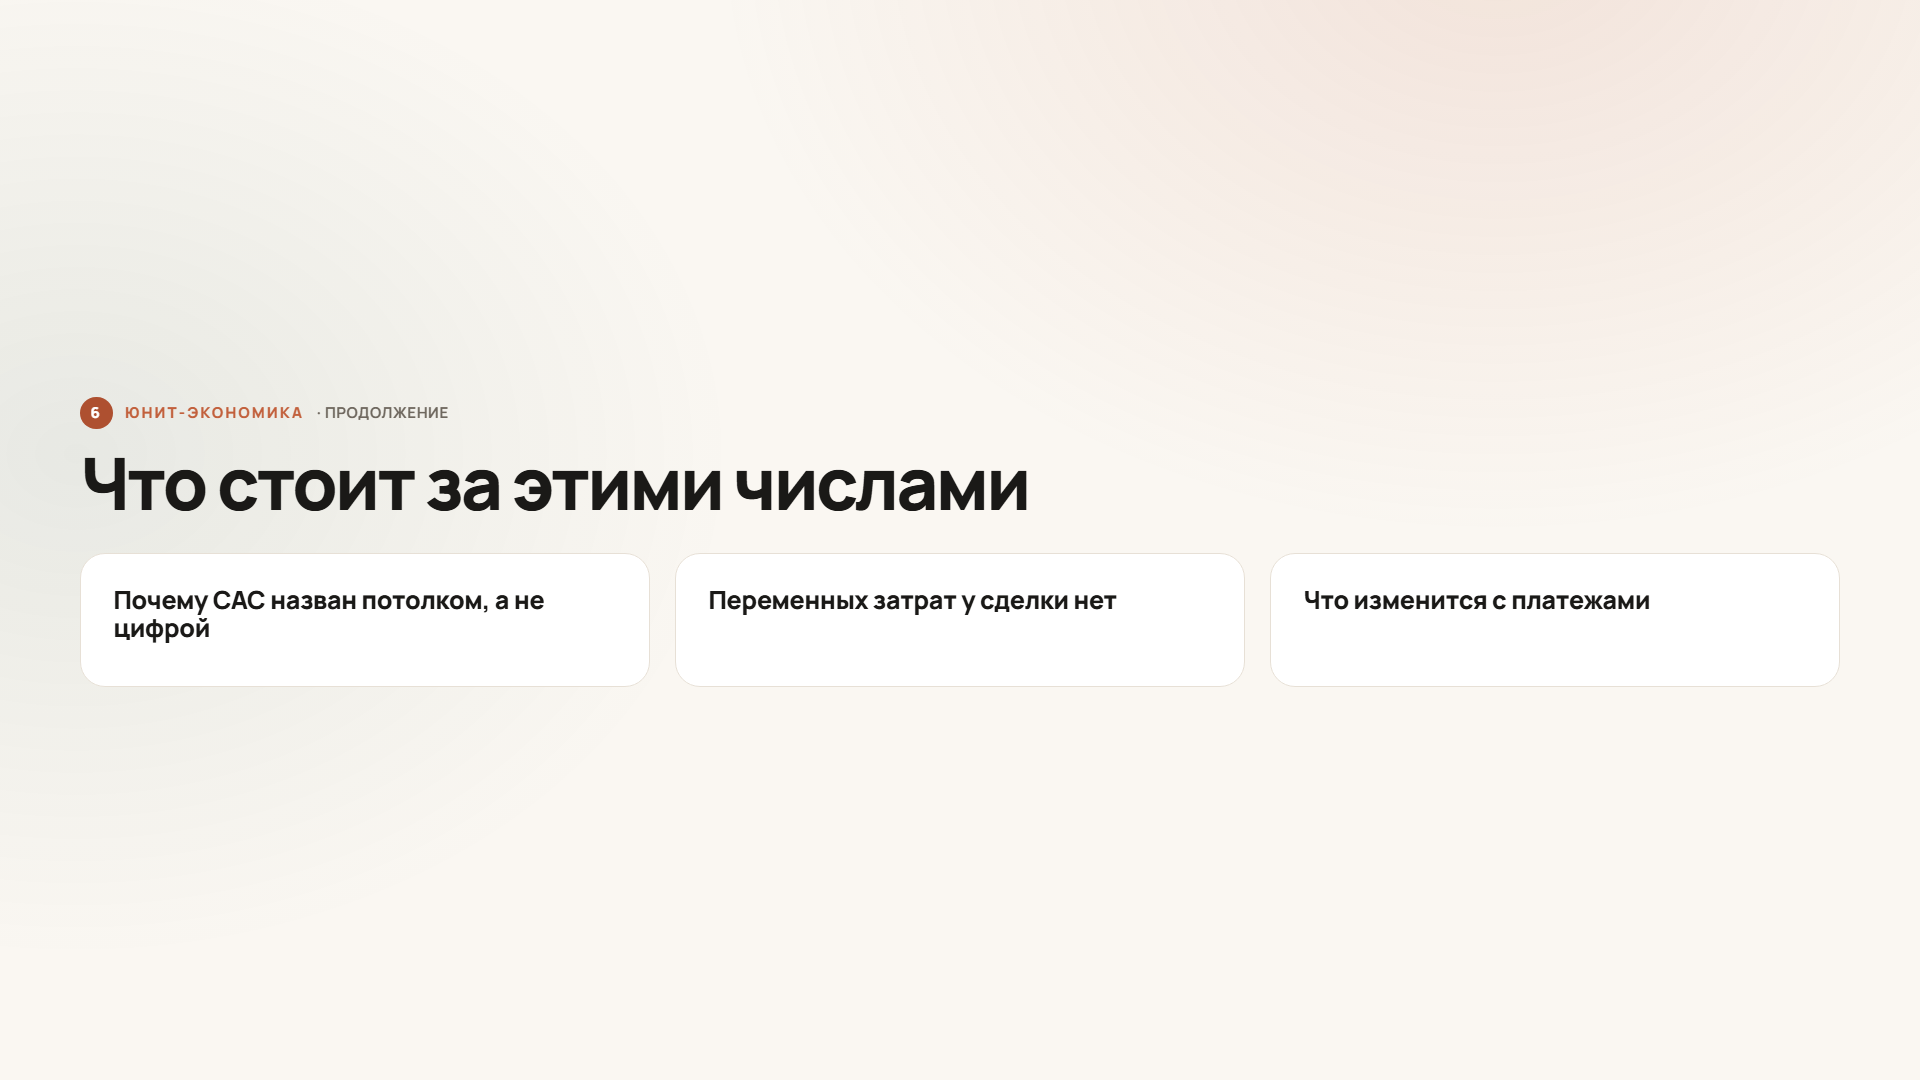 6 ЮНИТ-ЭКОНОМИКА · ПРОДОЛЖЕНИЕ
Что стоит за этими числами
Почему CAC назван потолком, а не
цифрой
Переменных затрат у сделки нет
Что изменится с платежами